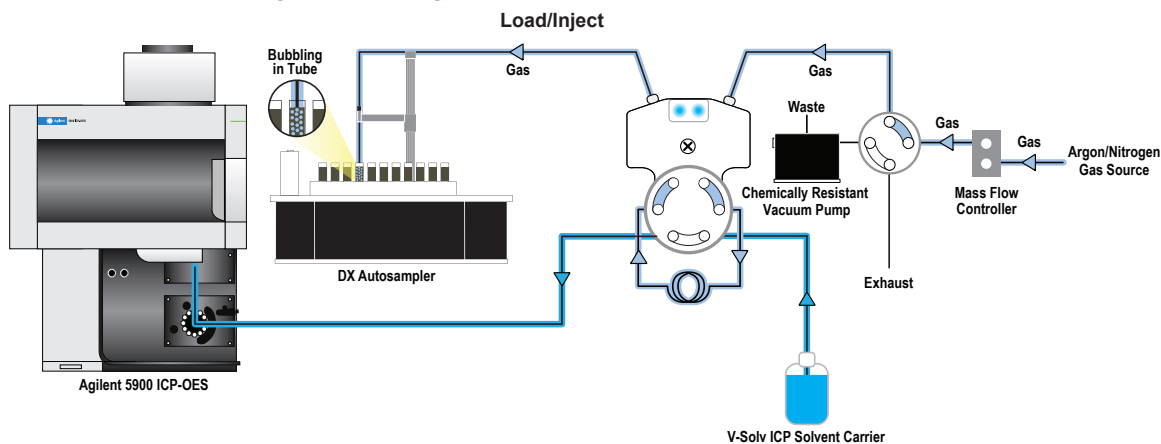 Load/Inject
Bubbling
in Tube
Gas
Gas
Waste
Gas
Gas
Argon/Nitrogen
Gas Source
Chemically Resistant
Vacuum Pump
Mass Flow
Controller
DX Autosampler
Exhaust
Agilent 5900 ICP-OES
V-Solv ICP Solvent Carrier